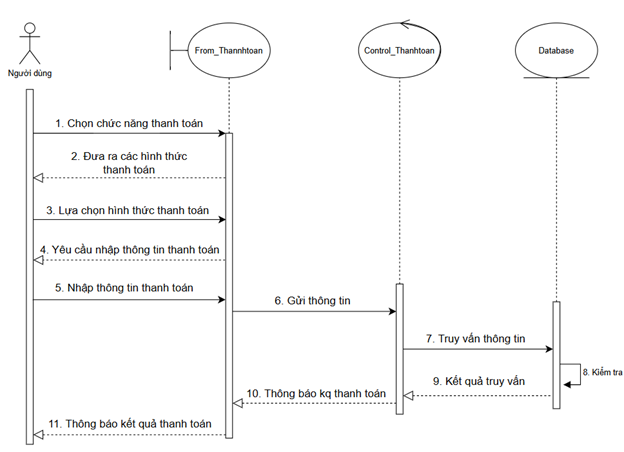 Người dùng
From_Thannhtoan
Control_Thanhtoan
Database
1. Chọn chức năng thanh toán
2. Đưa ra các hình thức
thanh toán
3. Lựa chọn hình thức thanh toán
4. Yêu cầu nhập thông tin thanh toán
5. Nhập thông tin thanh toán
6. Gửi thông tin
7. Truy vấn thông tin
8. Kiểm tra
9. Kết quả truy vấn
10. Thông báo kq thanh toán
11. Thông báo kết quả thanh toán